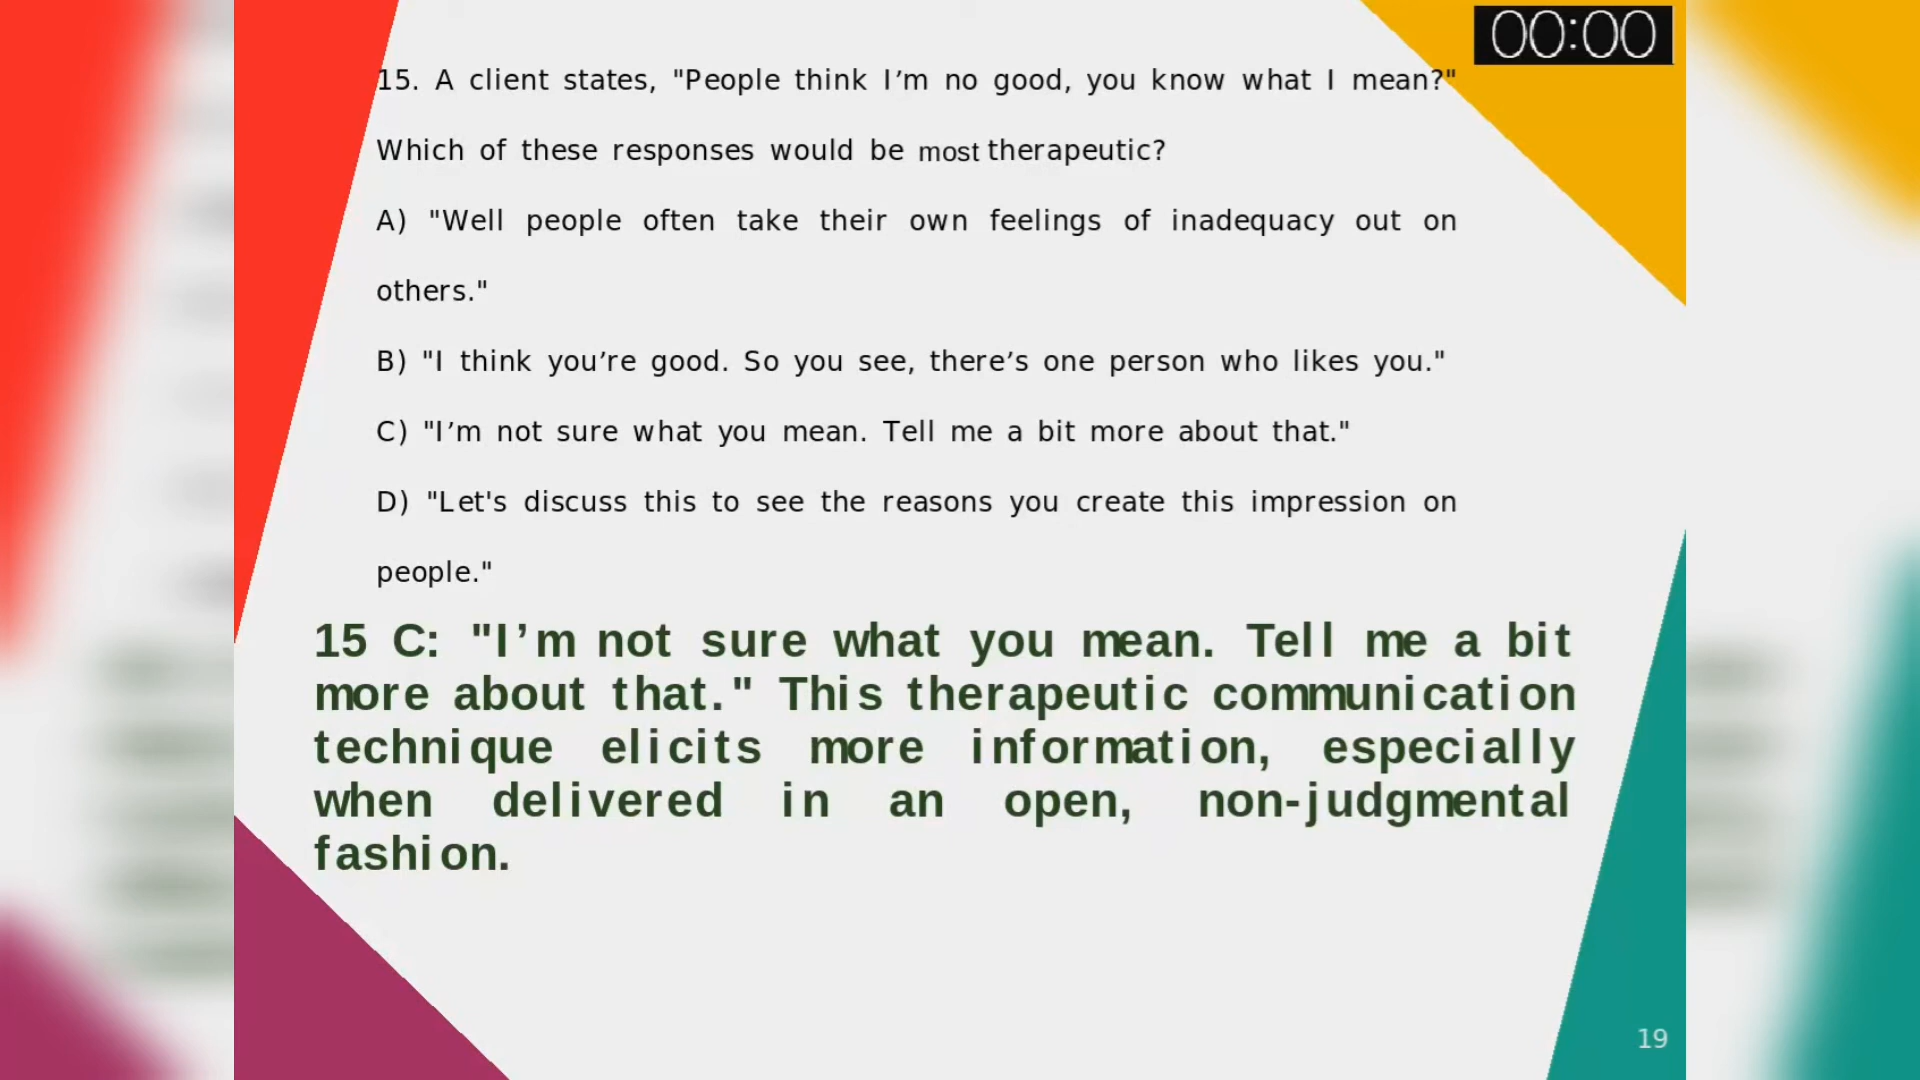 00:00
15. A client states, "People think I’m no good, you know what I mean?"
Which of these responses would be most therapeutic?
A) "Well people often take their own feelings of inadequacy out on
others."
B) "I think you’re good. So you see, there’s one person who likes you."
C) "I’m not sure what you mean. Tell me a bit more about that."
D) "Let's discuss this to see the reasons you create this impression on
people."
15 C: "I’m not sure what you mean. Tell me a bit
more about that." This therapeutic communication
technique elicits more information, especially
when delivered in an open, non-judgmental
fashion.
19